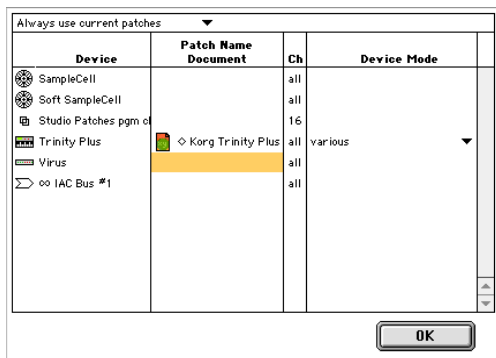 Always use current patches
Device
Patch Name
Document
Ch
Device Mode
SampleCell
all
Soft SampleCell
all
Studio Patches pgm cl
16
Trinity Plus
◇ Korg Trinity Plus
all
various
Virus
all
∞ IAC Bus #1
all
OK